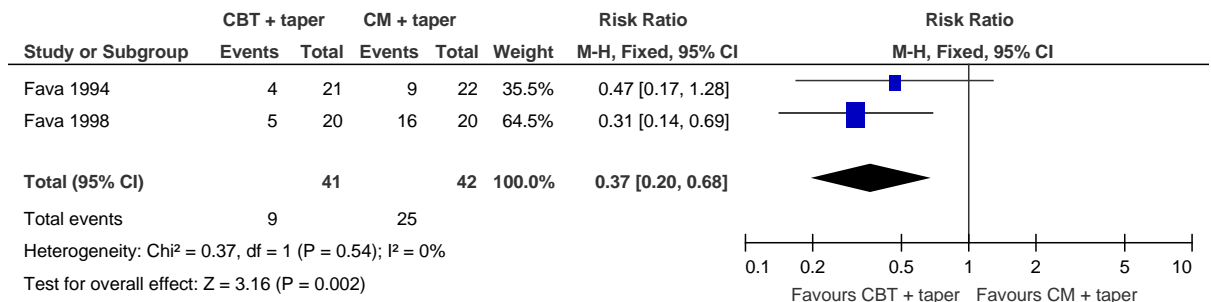 CBT + taper CM + taper Risk Ratio Risk Ratio
Study or Subgroup Events Total Events Total Weight M-H, Fixed, 95% CI M-H, Fixed, 95% CI
Fava 1994 4 21 9 22 35.5% 0.47 [0.17, 1.28]
Fava 1998 5 20 16 20 64.5% 0.31 [0.14, 0.69]
Total (95% CI) 41 42 100.0% 0.37 [0.20, 0.68]
Total events 9 25
Heterogeneity: Chi² = 0.37, df = 1 (P = 0.54); I² = 0%
Test for overall effect: Z = 3.16 (P = 0.002)
0.1 0.2 0.5 1 2 5 10
Favours CBT + taper Favours CM + taper